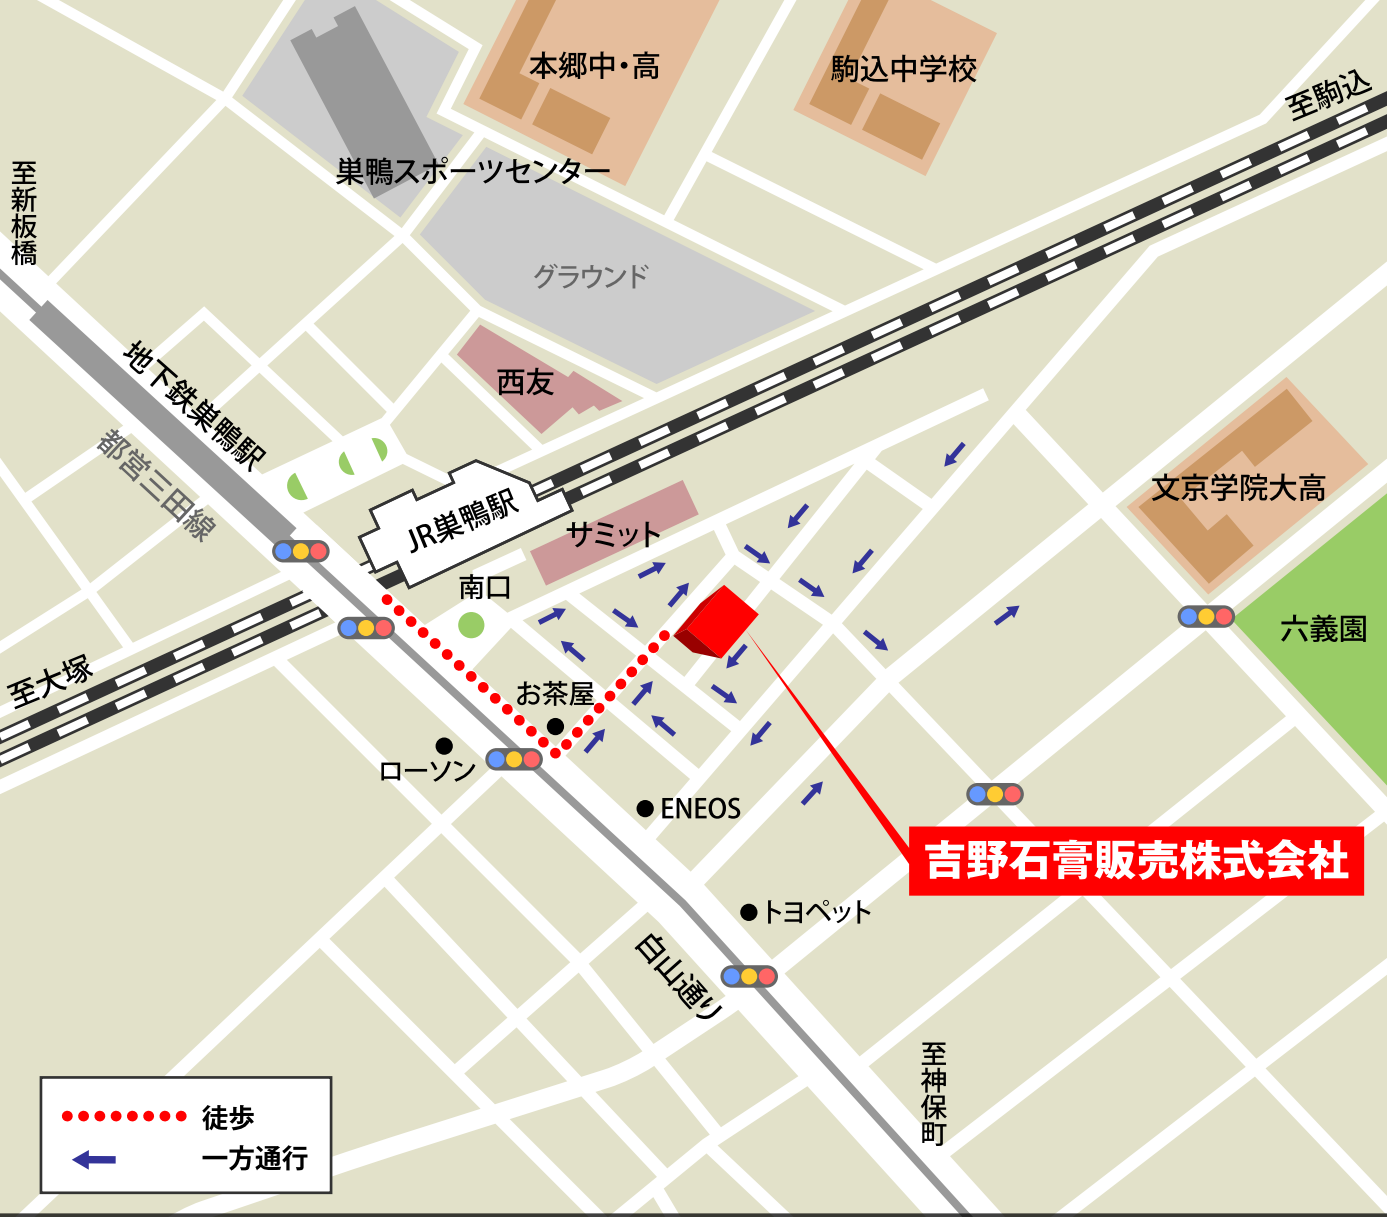 本郷中・高
駒込中学校
至駒込
巣鴨スポーツセンター
至新板橋
グラウンド
地下鉄巣鴨駅
西友
都営三田線
文京学院大高
JR巣鴨駅
サミット
南口
六義園
至大塚
お茶屋
ローソン
ENEOS
吉野石膏販売株式会社
トヨペット
白山通り
至神保町
徒歩
一方通行